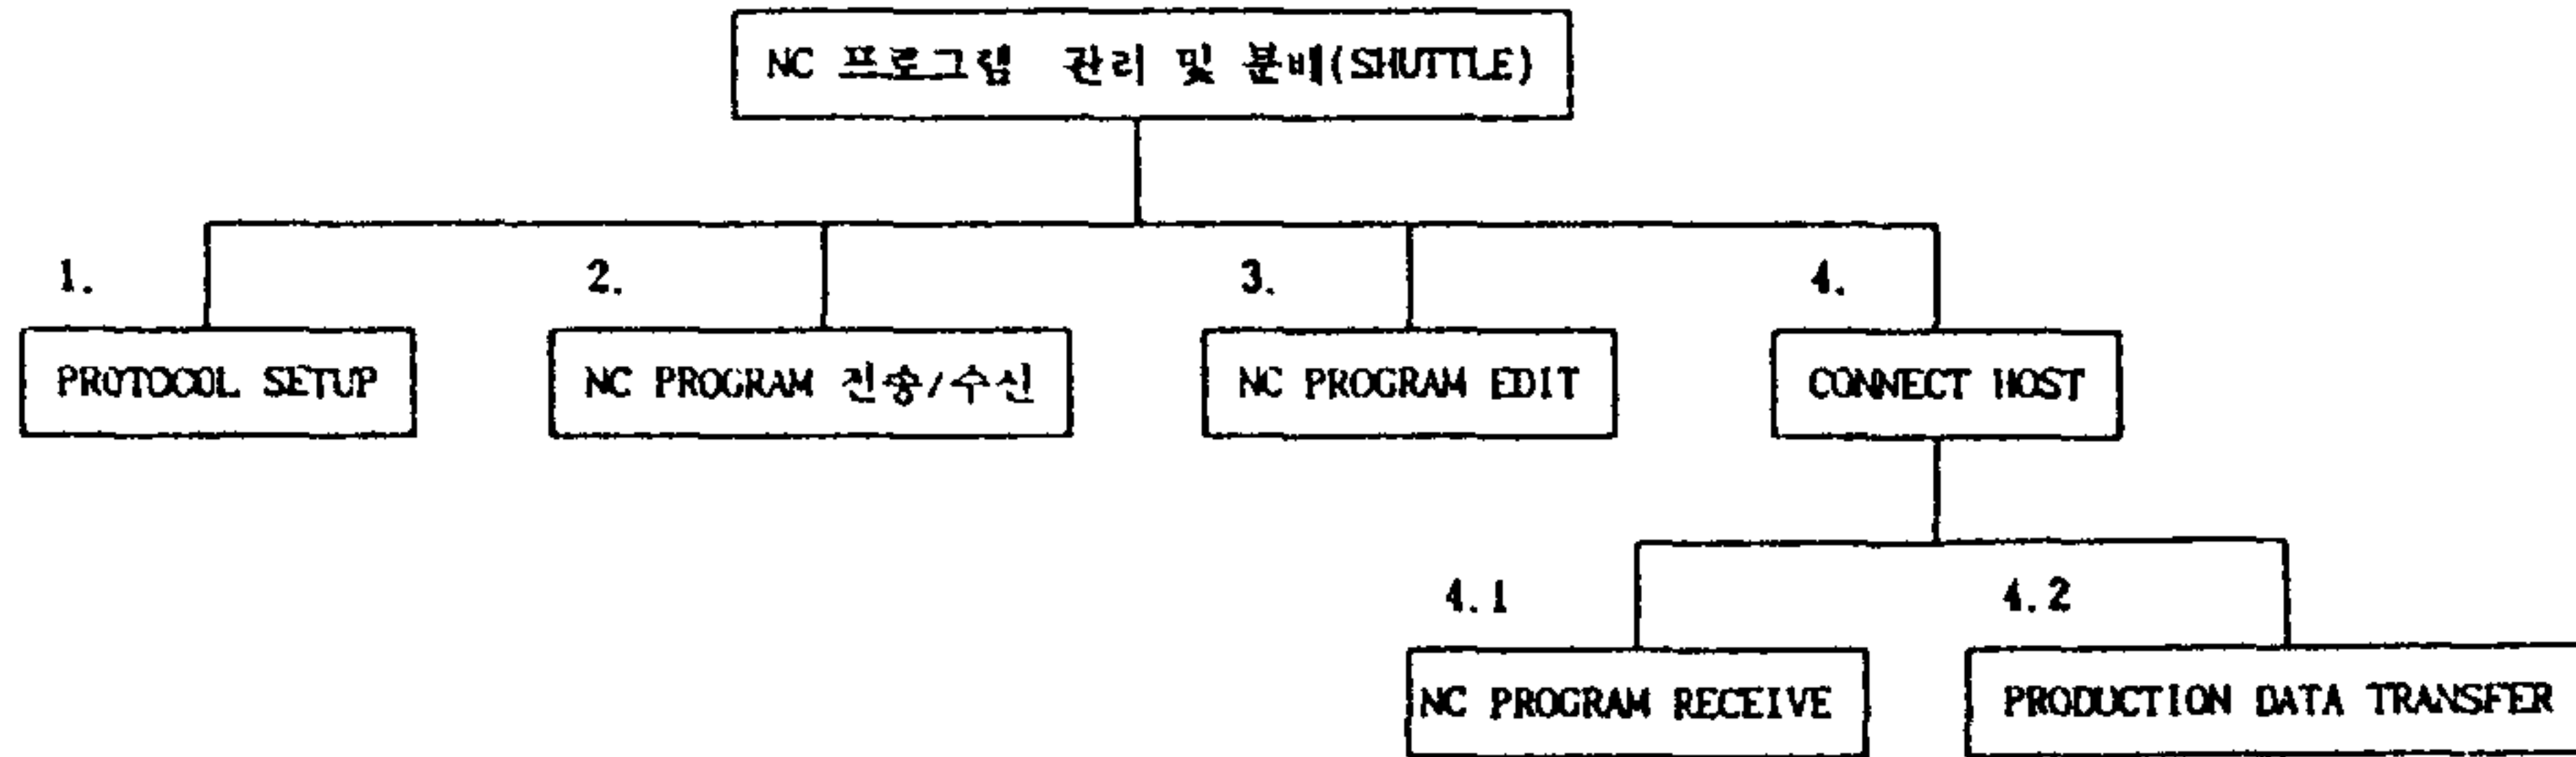 NC 프로그램 관리 및 분배(SHUTTLE)
1.
2.
3.
4.
PROTOCOL SETUP
NC PROGRAM 전송/수신
NC PROGRAM EDIT
CONNECT HOST
4.1
4.2
NC PROGRAM RECEIVE
PRODUCTION DATA TRANSFER